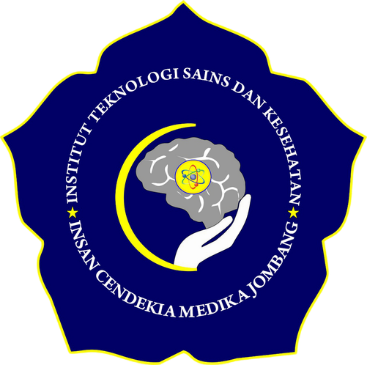 INSTITUT TEKNOLOGI SAINS DAN KESEHATAN
INSAN CENDEKIA MEDIKA JOMBANG